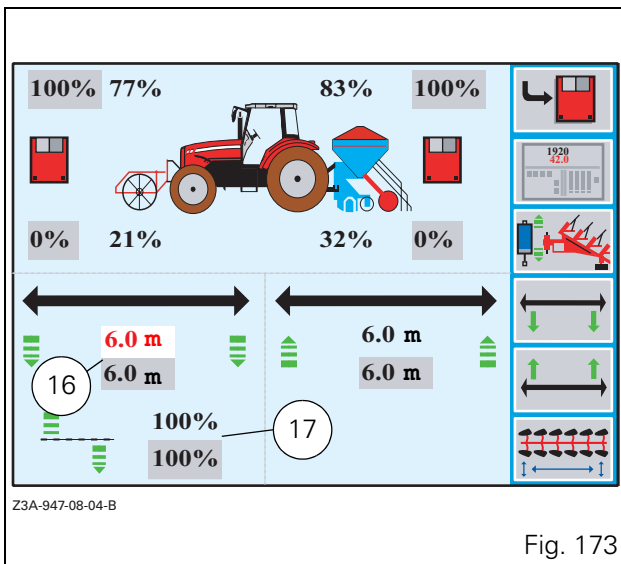 100% 77% 83% 100%
1920
42.0
0% 21% 32% 0%
6.0 m 6.0 m
16 6.0 m 6.0 m
100% 17
100%
Z3A-947-08-04-B
Fig. 173